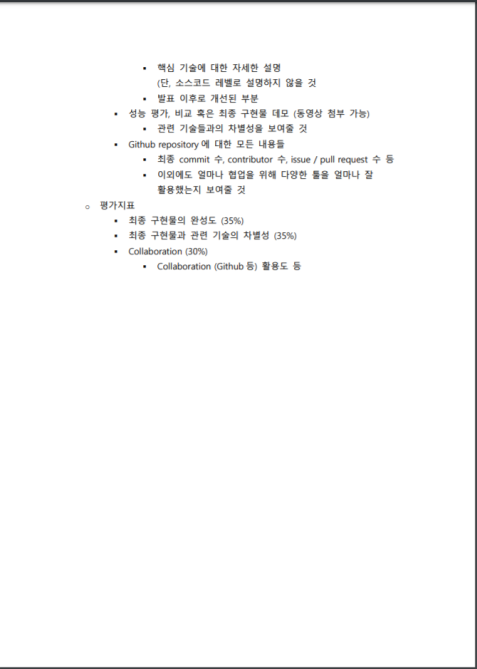 ▪ 핵심 기술에 대한 자세한 설명
(단, 소스코드 레벨로 설명하지 않을 것
▪ 발표 이후로 개선된 부분
▪ 성능 평가, 비교 혹은 최종 구현물 데모 (동영상 첨부 가능)
▪ 관련 기술들과의 차별성을 보여줄 것
▪ Github repository 에 대한 모든 내용들
▪ 최종 commit 수, contributor 수, issue / pull request 수 등
▪ 이외에도 얼마나 협업을 위해 다양한 툴을 얼마나 잘
활용했는지 보여줄 것
o 평가지표
▪ 최종 구현물의 완성도 (35%)
▪ 최종 구현물과 관련 기술의 차별성 (35%)
▪ Collaboration (30%)
▪ Collaboration (Github 등) 활용도 등